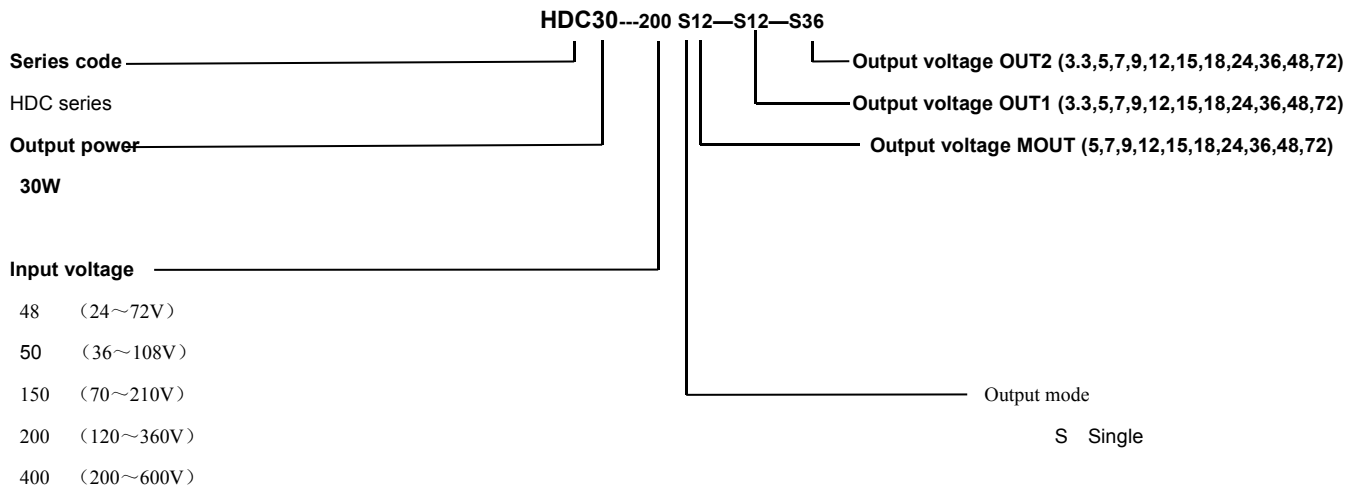 HDC30---200 S12—S12—S36
Series code
Output voltage OUT2 (3.3,5,7,9,12,15,18,24,36,48,72)
HDC series
Output voltage OUT1 (3.3,5,7,9,12,15,18,24,36,48,72)
Output power
Output voltage MOUT (5,7,9,12,15,18,24,36,48,72)
30W
Input voltage
48 （24～72V）
50 （36～108V）
150 （70～210V）
Output mode
200 （120～360V）
S Single
400 （200～600V）